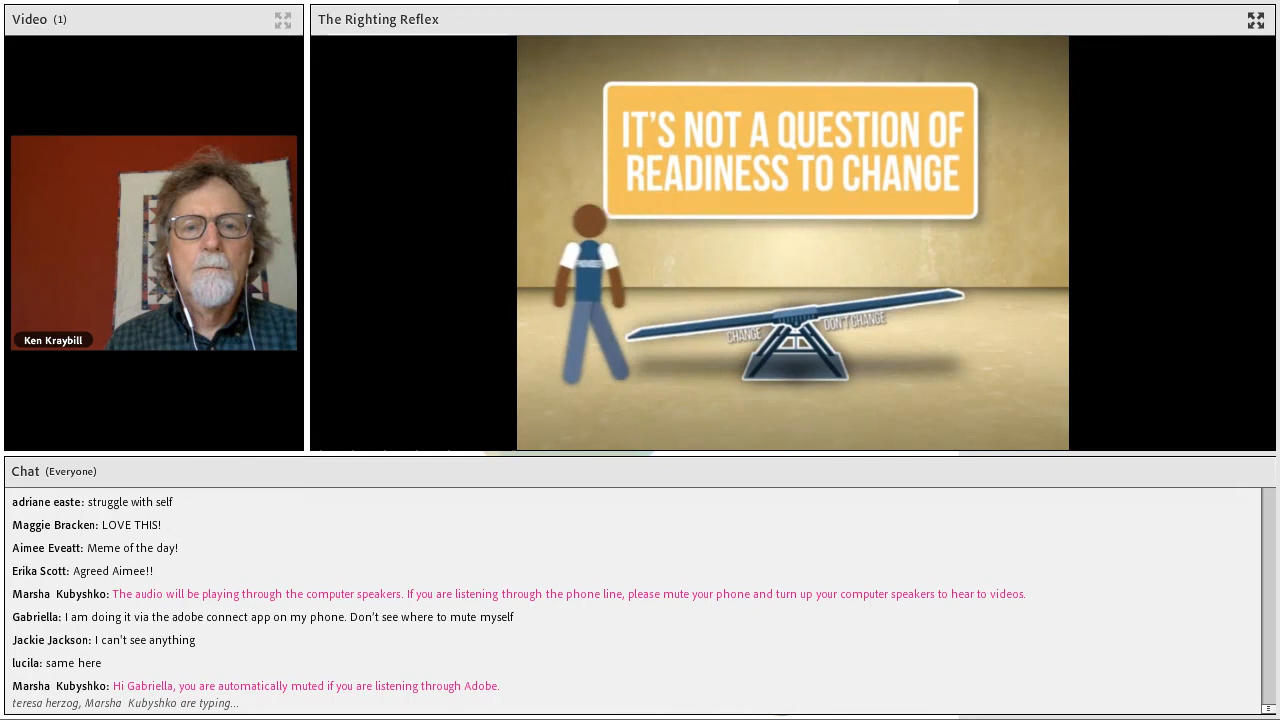 Video (1)
The Righting Reflex
IT'S NOT A QUESTION OF
READINESS TO CHANGE
CHANGE
DON'T CHANGE
Ken Kraybill
Chat (Everyone)
adriane easte: struggle with self
Maggie Bracken: LOVE THIS!
Aimee Eveatt: Meme of the day!
Erika Scott: Agreed Aimee!!
Marsha Kubyshko: The audio will be playing through the computer speakers. If you are listening through the phone line, please mute your phone and turn up your computer speakers to hear to videos.
Gabriella: I am doing it via the adobe connect app on my phone. Don't see where to mute myself
Jackie Jackson: I can't see anything
lucila: same here
Marsha Kubyshko: Hi Gabriella, you are automatically muted if you are listening through Adobe.
teresa herzog, Marsha Kubyshko are typing...